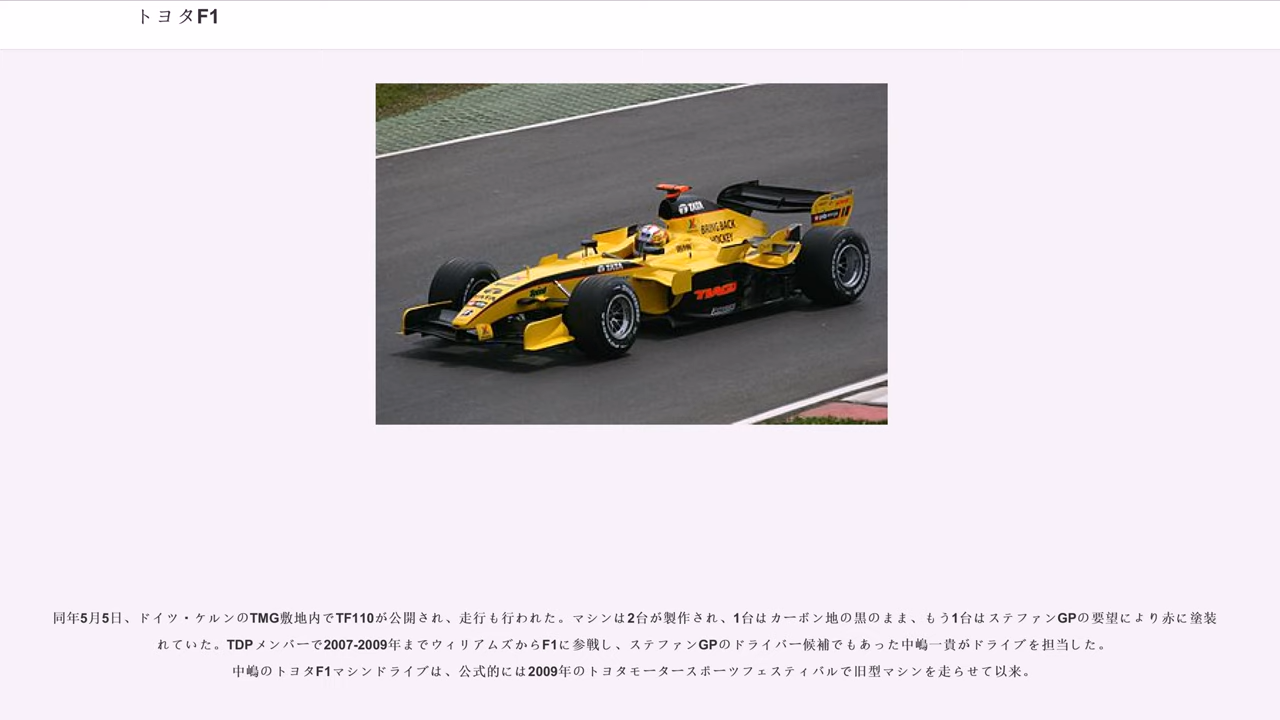 トヨタF1
TATA
BRING BACK
HOCKEY
TATA
TIAGO
同年5月5日、ドイツ・ケルンのTMG敷地内でTF110が公開され、走行も行われた。マシンは2台が製作され、1台はカーボン地の黒のまま、もう1台はステファンGPの要望により赤に塗装
れていた。TDPメンバーで2007-2009年までウィリアムズからF1に参戦し、ステファンGPのドライバー候補でもあった中嶋一貴がドライブを担当した。
中嶋のトヨタF1マシンドライブは、公式的には2009年のトヨタモータースポーツフェスティバルで旧型マシンを走らせて以来。